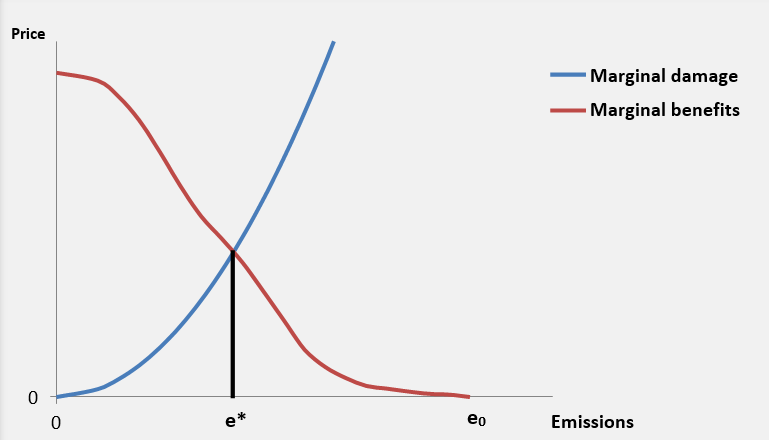 Price
Marginal damage
Marginal benefits
0
0
e*
e₀
Emissions